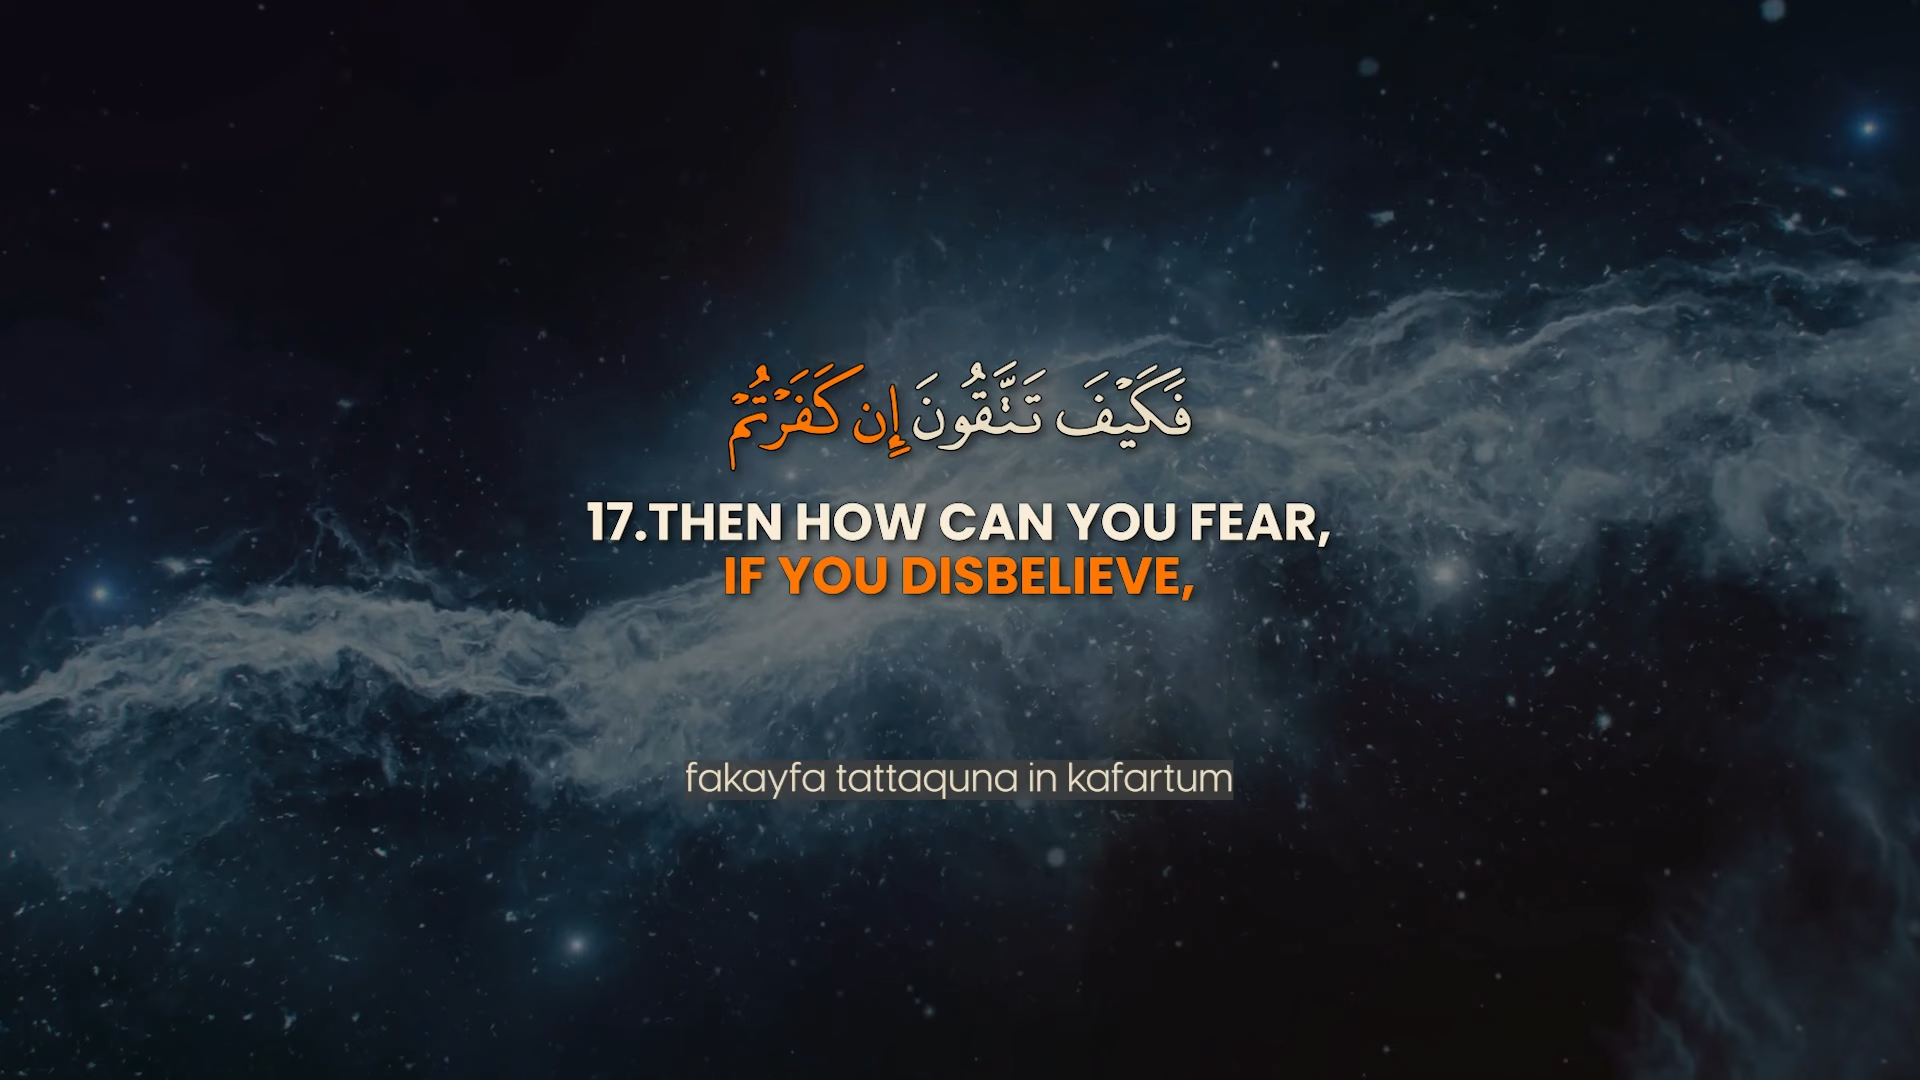 فَكَيْفَ تَتَّقُونَ إِن كَفَرْتُمْ
17.THEN HOW CAN YOU FEAR,
IF YOU DISBELIEVE,
fakayfa tattaquna in kafartum